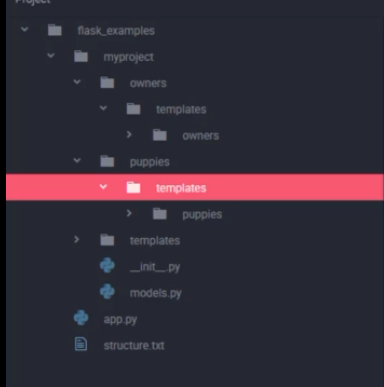 Project
flask_examples
myproject
owners
templates
owners
puppies
templates
puppies
templates
__init__.py
models.py
app.py
structure.txt